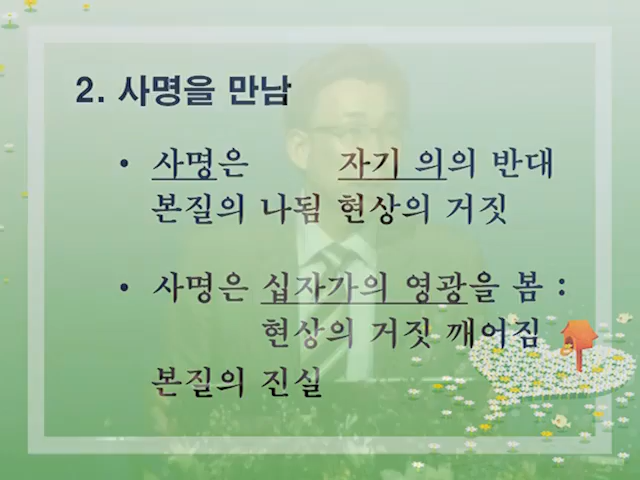 2. 사명을 만남
• 사명은 자기 의의 반대
본질의 나됨 현상의 거짓
• 사명은 십자가의 영광을 봄 :
현상의 거짓 깨어짐
본질의 진실